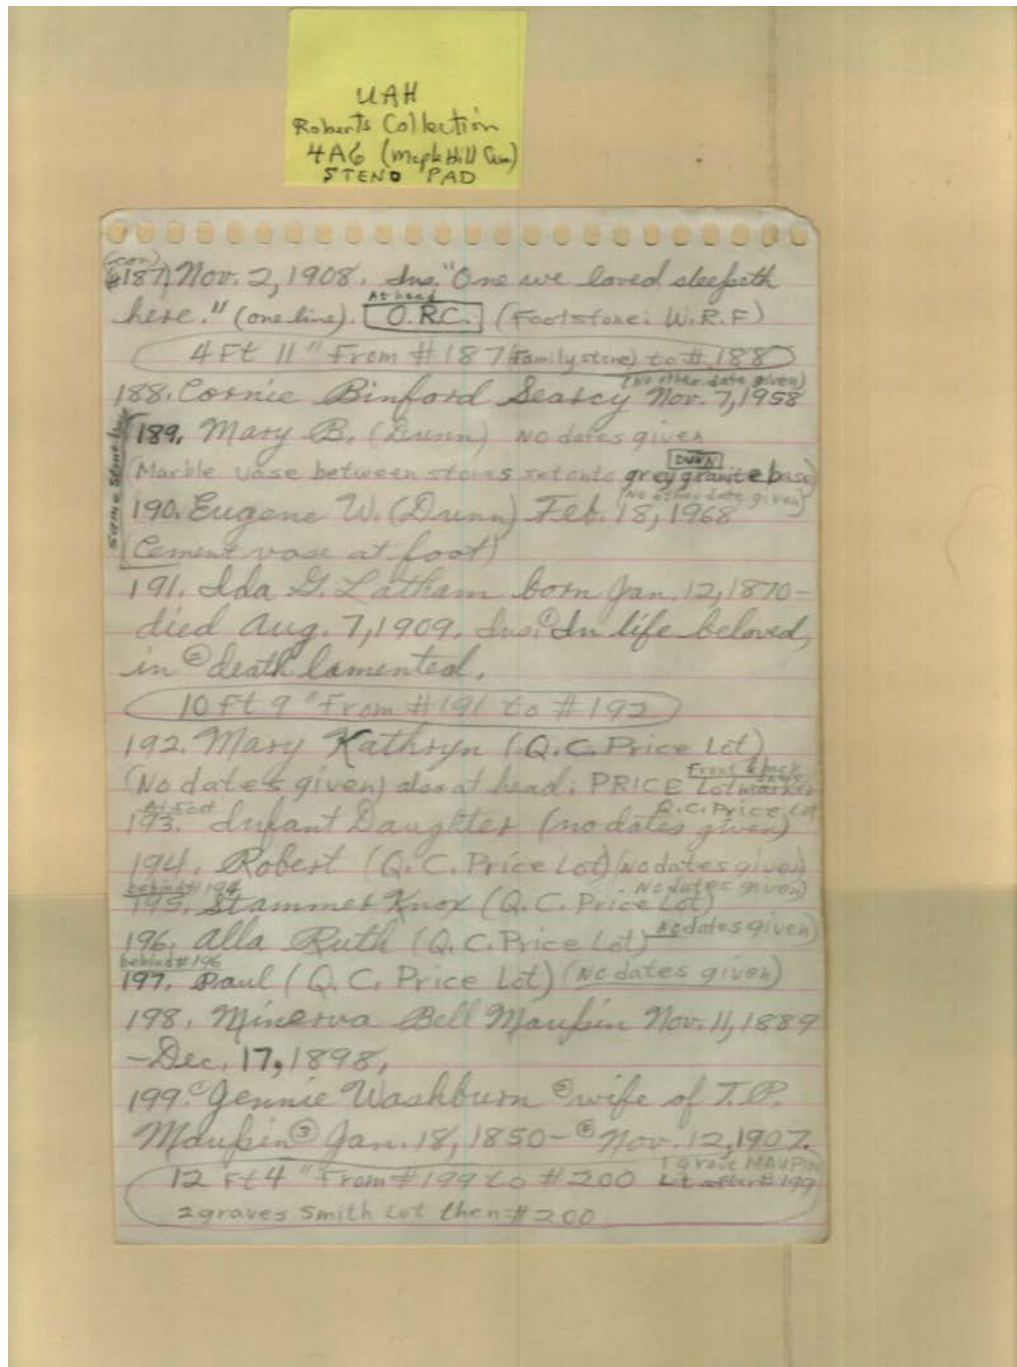 UAH
Roberts Collection
4A6 (Maple Hill Cem)
STENO PAD
(con)
#187) Nov. 2, 1908. Ins. "One we loved sleepeth
At head
here." (one line). O.R.C. (Footstone: W.R.F)
4 Ft 11" From #187 (Family stone) to #188
(No other date given)
188. Cornie Binford Searcy Nov. 7, 1958
189. Mary B. (Dunn) No dates given
DUNN
(Marble vase between stones set onto grey granite base)
(No other date given)
190. Eugene W. (Dunn) Feb. 18, 1968
Same Stone
Cement vase at foot)
191. Ida G. Latham born Jan. 12, 1870-
died Aug. 7, 1909. Ins. ①In life beloved,
in ②death lamented.
10 Ft 9" From #191 to #192
192. Mary Kathryn (Q.C. Price Lot)
Front & back
(No dates given) also at head: PRICE Lot marker
At foot Q.C. Price Lot
193. Infant Daughter (no dates given)
194. Robert (Q.C. Price Lot) (No dates given)
behind #194 No dates given)
195. Stammer Knox (Q.C. Price Lot)
196. Alla Ruth (Q.C. Price Lot) No dates given)
behind #196
197. Paul (Q.C. Price Lot) (No dates given)
198. Minerva Bell Maupin Nov. 11, 1889
-Dec. 17, 1898,
199. ①Jennie Washburn ②wife of T.P.
Maupin ③ Jan. 18, 1850- Nov. 12, 1907.
1 grave MAUPIN
12 Ft 4" From #199 to #200 Lot after #199
2 graves Smith Lot then #200